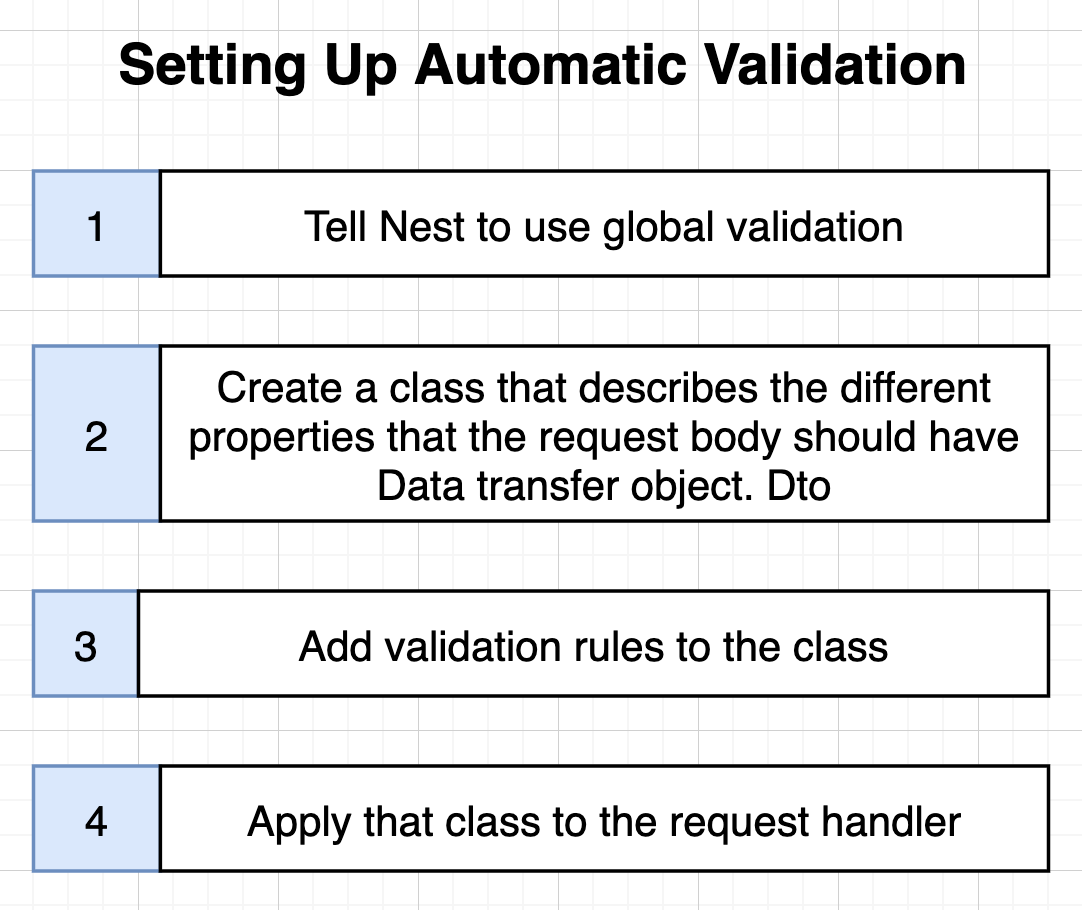 Setting Up Automatic Validation
1
Tell Nest to use global validation
2
Create a class that describes the different
properties that the request body should have
Data transfer object. Dto
3
Add validation rules to the class
4
Apply that class to the request handler